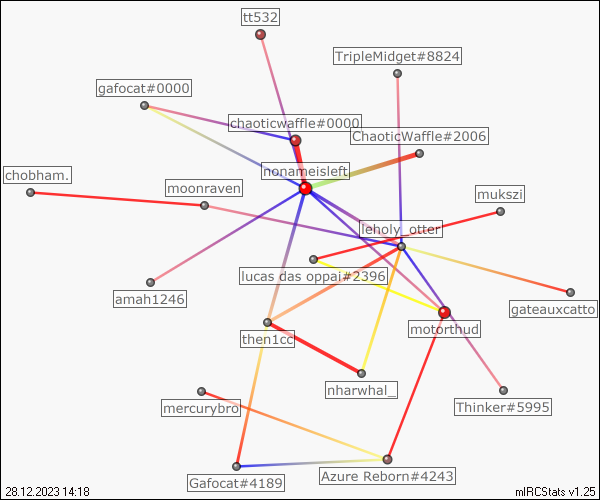 tt532
TripleMidget#8824
gafocat#0000
chaoticwaffle#0000
ChaoticWaffle#2006
nonameisleft
chobham.
moonraven
mukszi
leholy_otter
lucas das oppai#2396
amah1246
gateauxcatto
motorthud
then1cc
nharwhal_
mercurybro
Thinker#5995
Gafocat#4189
Azure Reborn#4243
28.12.2023 14:18
mIRCStats v1.25